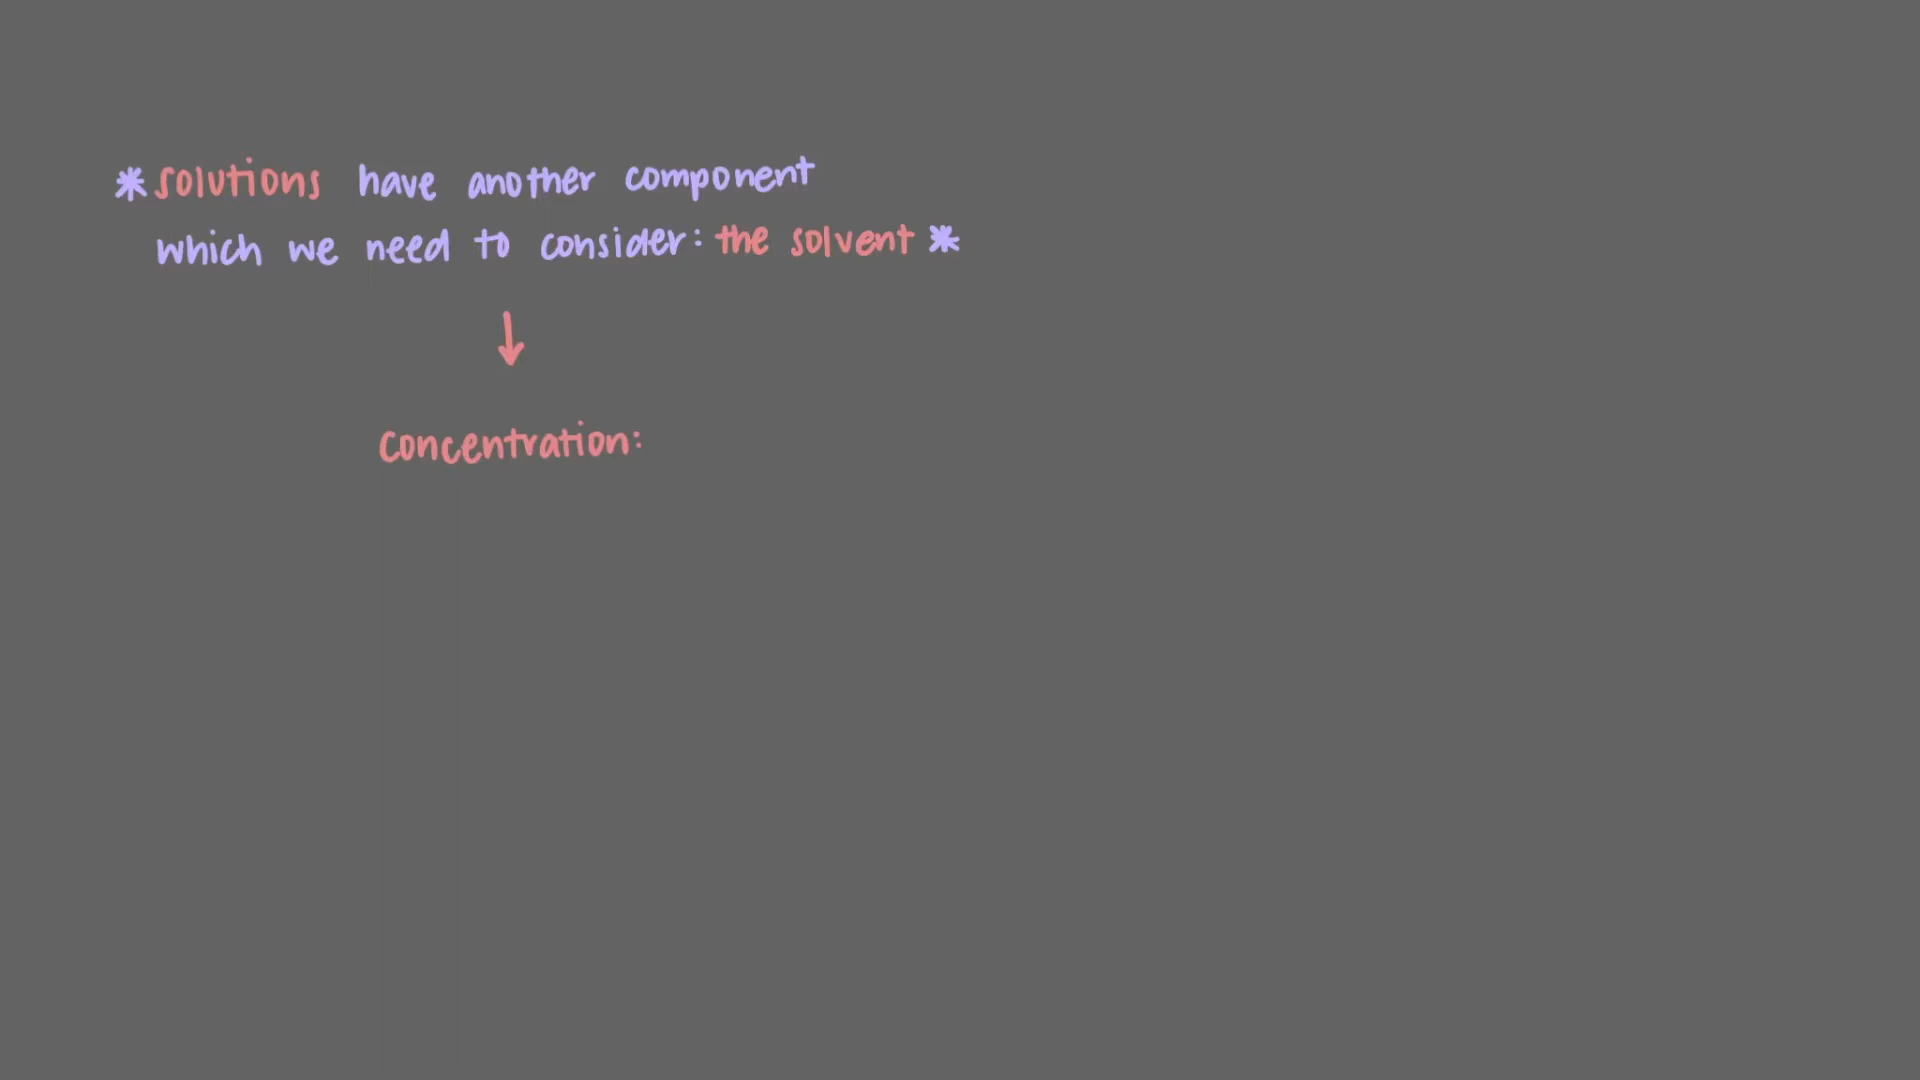 *solutions have another component
which we need to consider: the solvent*
↓
concentration: